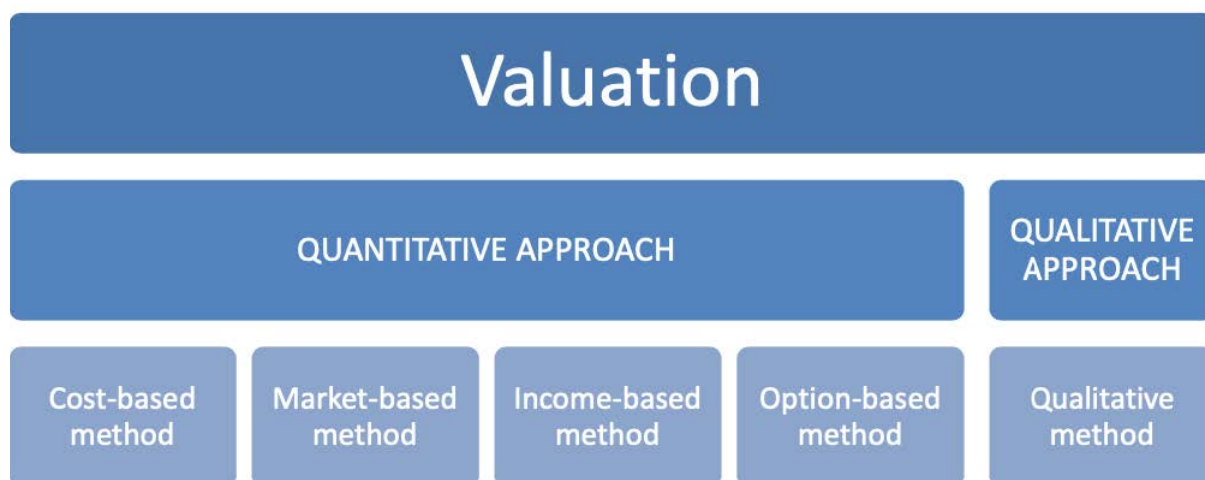 Valuation
QUANTITATIVE APPROACH
QUALITATIVE
APPROACH
Cost-based
method
Market-based
method
Income-based
method
Option-based
method
Qualitative
method